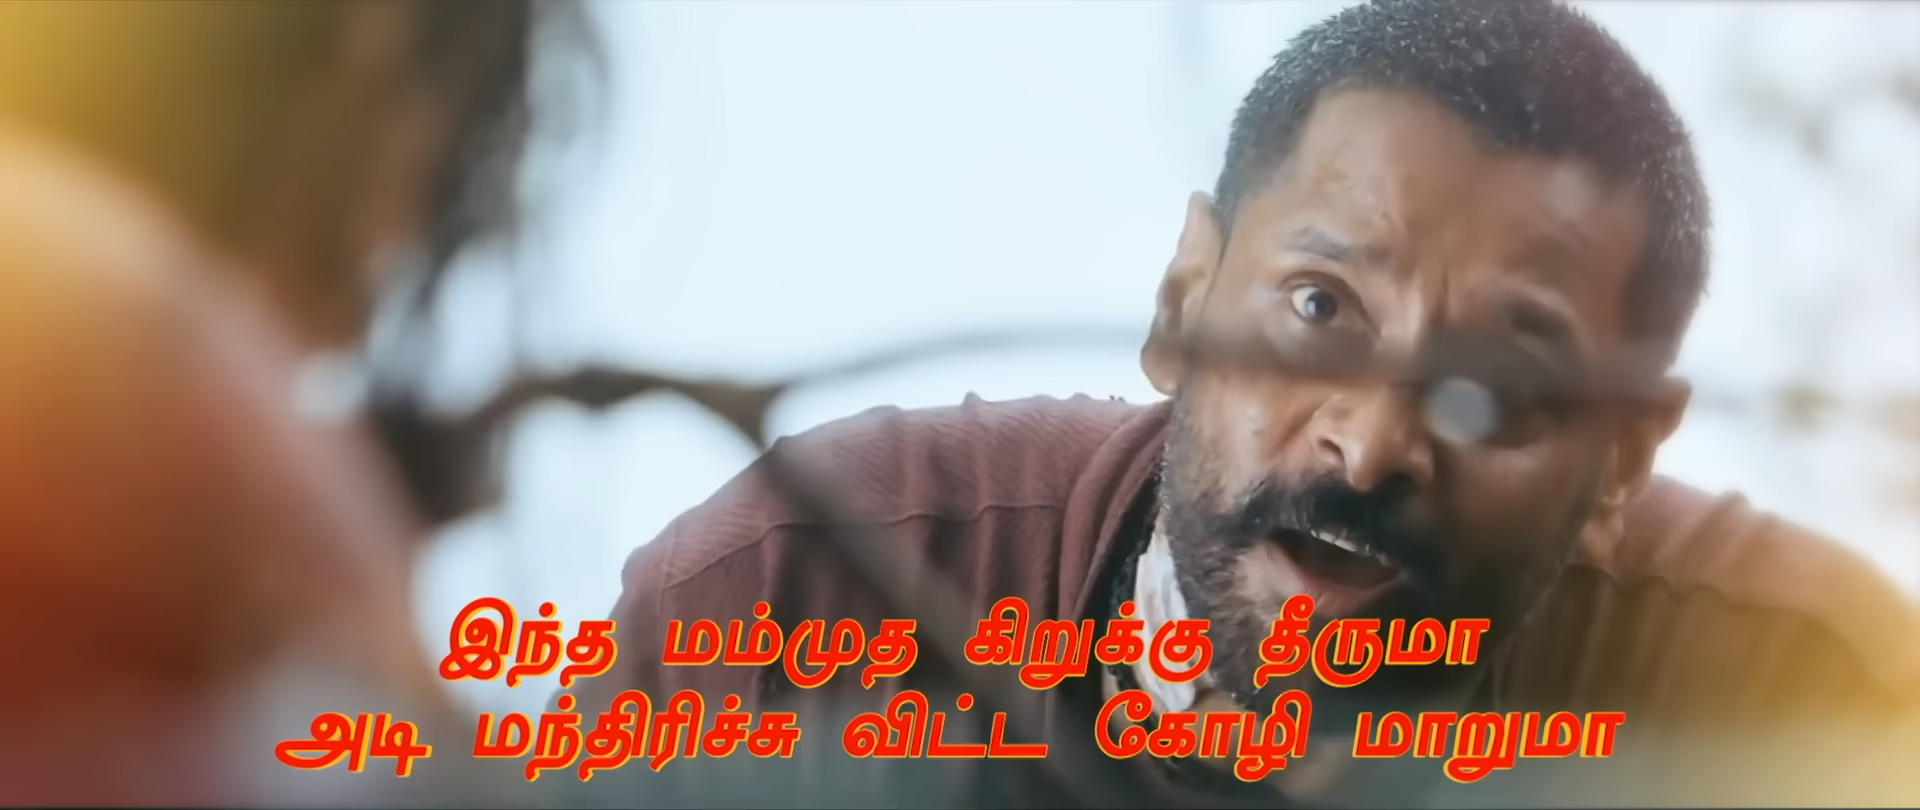 இந்த மம்முத கிறுக்கு தீருமா
அடி மந்திரிச்சு விட்ட கோழி மாறுமா